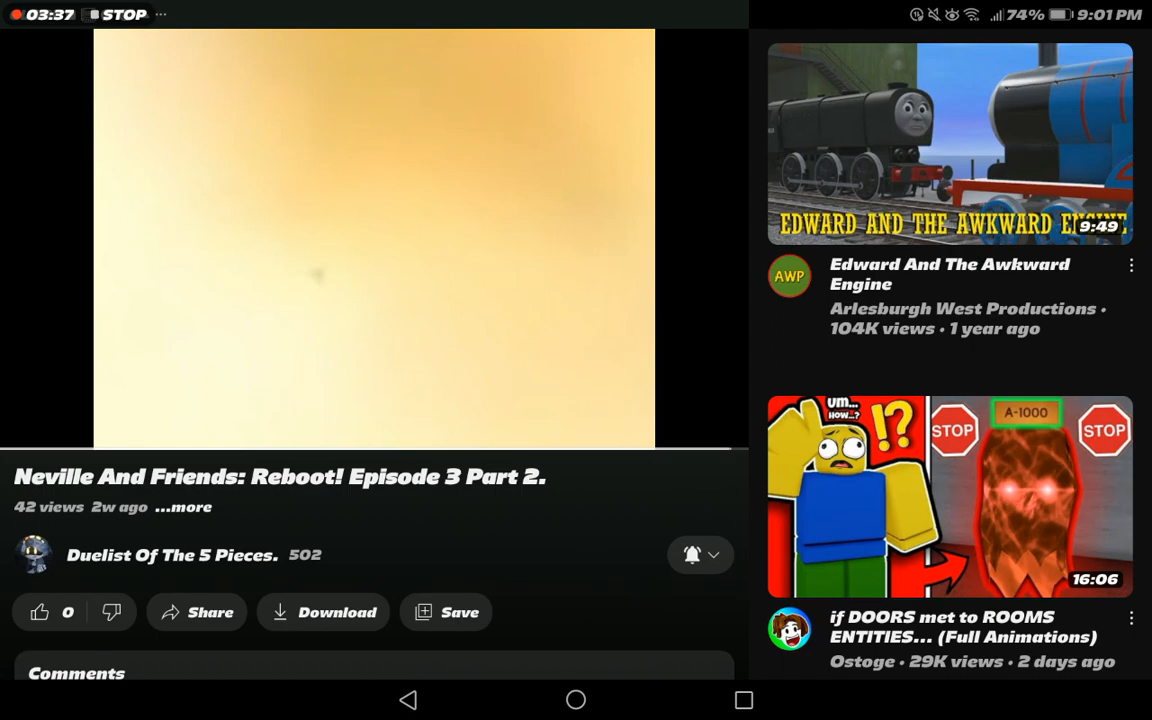 03:37 STOP ...
74% 9:01 PM
EDWARD AND THE AWKWARD ENGINE
9:49
AWP
Edward And The Awkward
Engine
Arlesburgh West Productions •
104K views • 1 year ago
UM...
HOW...?
!?
STOP
A-1000
STOP
16:06
if DOORS met to ROOMS
ENTITIES... (Full Animations)
Ostoge • 29K views • 2 days ago
Neville And Friends: Reboot! Episode 3 Part 2.
42 views 2w ago ...more
Duelist Of The 5 Pieces. 502
0 Share Download Save
Comments